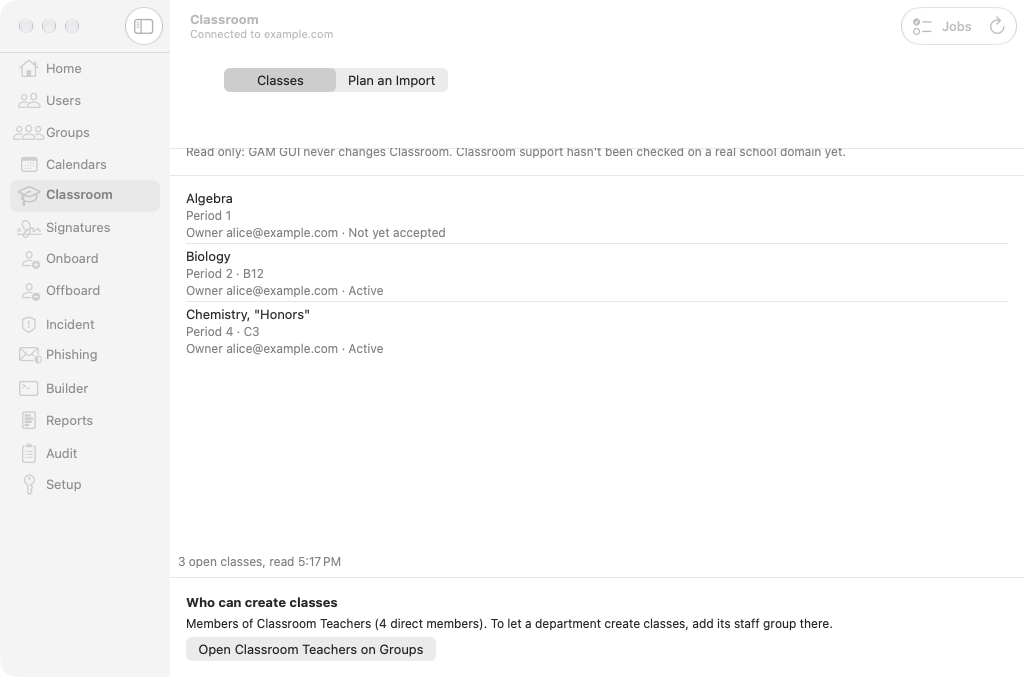 Classroom
Connected to example.com
Jobs
Classes
Plan an Import
Home
Users
Groups
Calendars
Classroom
Signatures
Onboard
Offboard
Incident
Phishing
Builder
Reports
Audit
Setup
Read only: GAM GUI never changes Classroom. Classroom support hasn't been checked on a real school domain yet.
Algebra
Period 1
Owner alice@example.com · Not yet accepted
Biology
Period 2 · B12
Owner alice@example.com · Active
Chemistry, "Honors"
Period 4 · C3
Owner alice@example.com · Active
3 open classes, read 5:17 PM
Who can create classes
Members of Classroom Teachers (4 direct members). To let a department create classes, add its staff group there.
Open Classroom Teachers on Groups